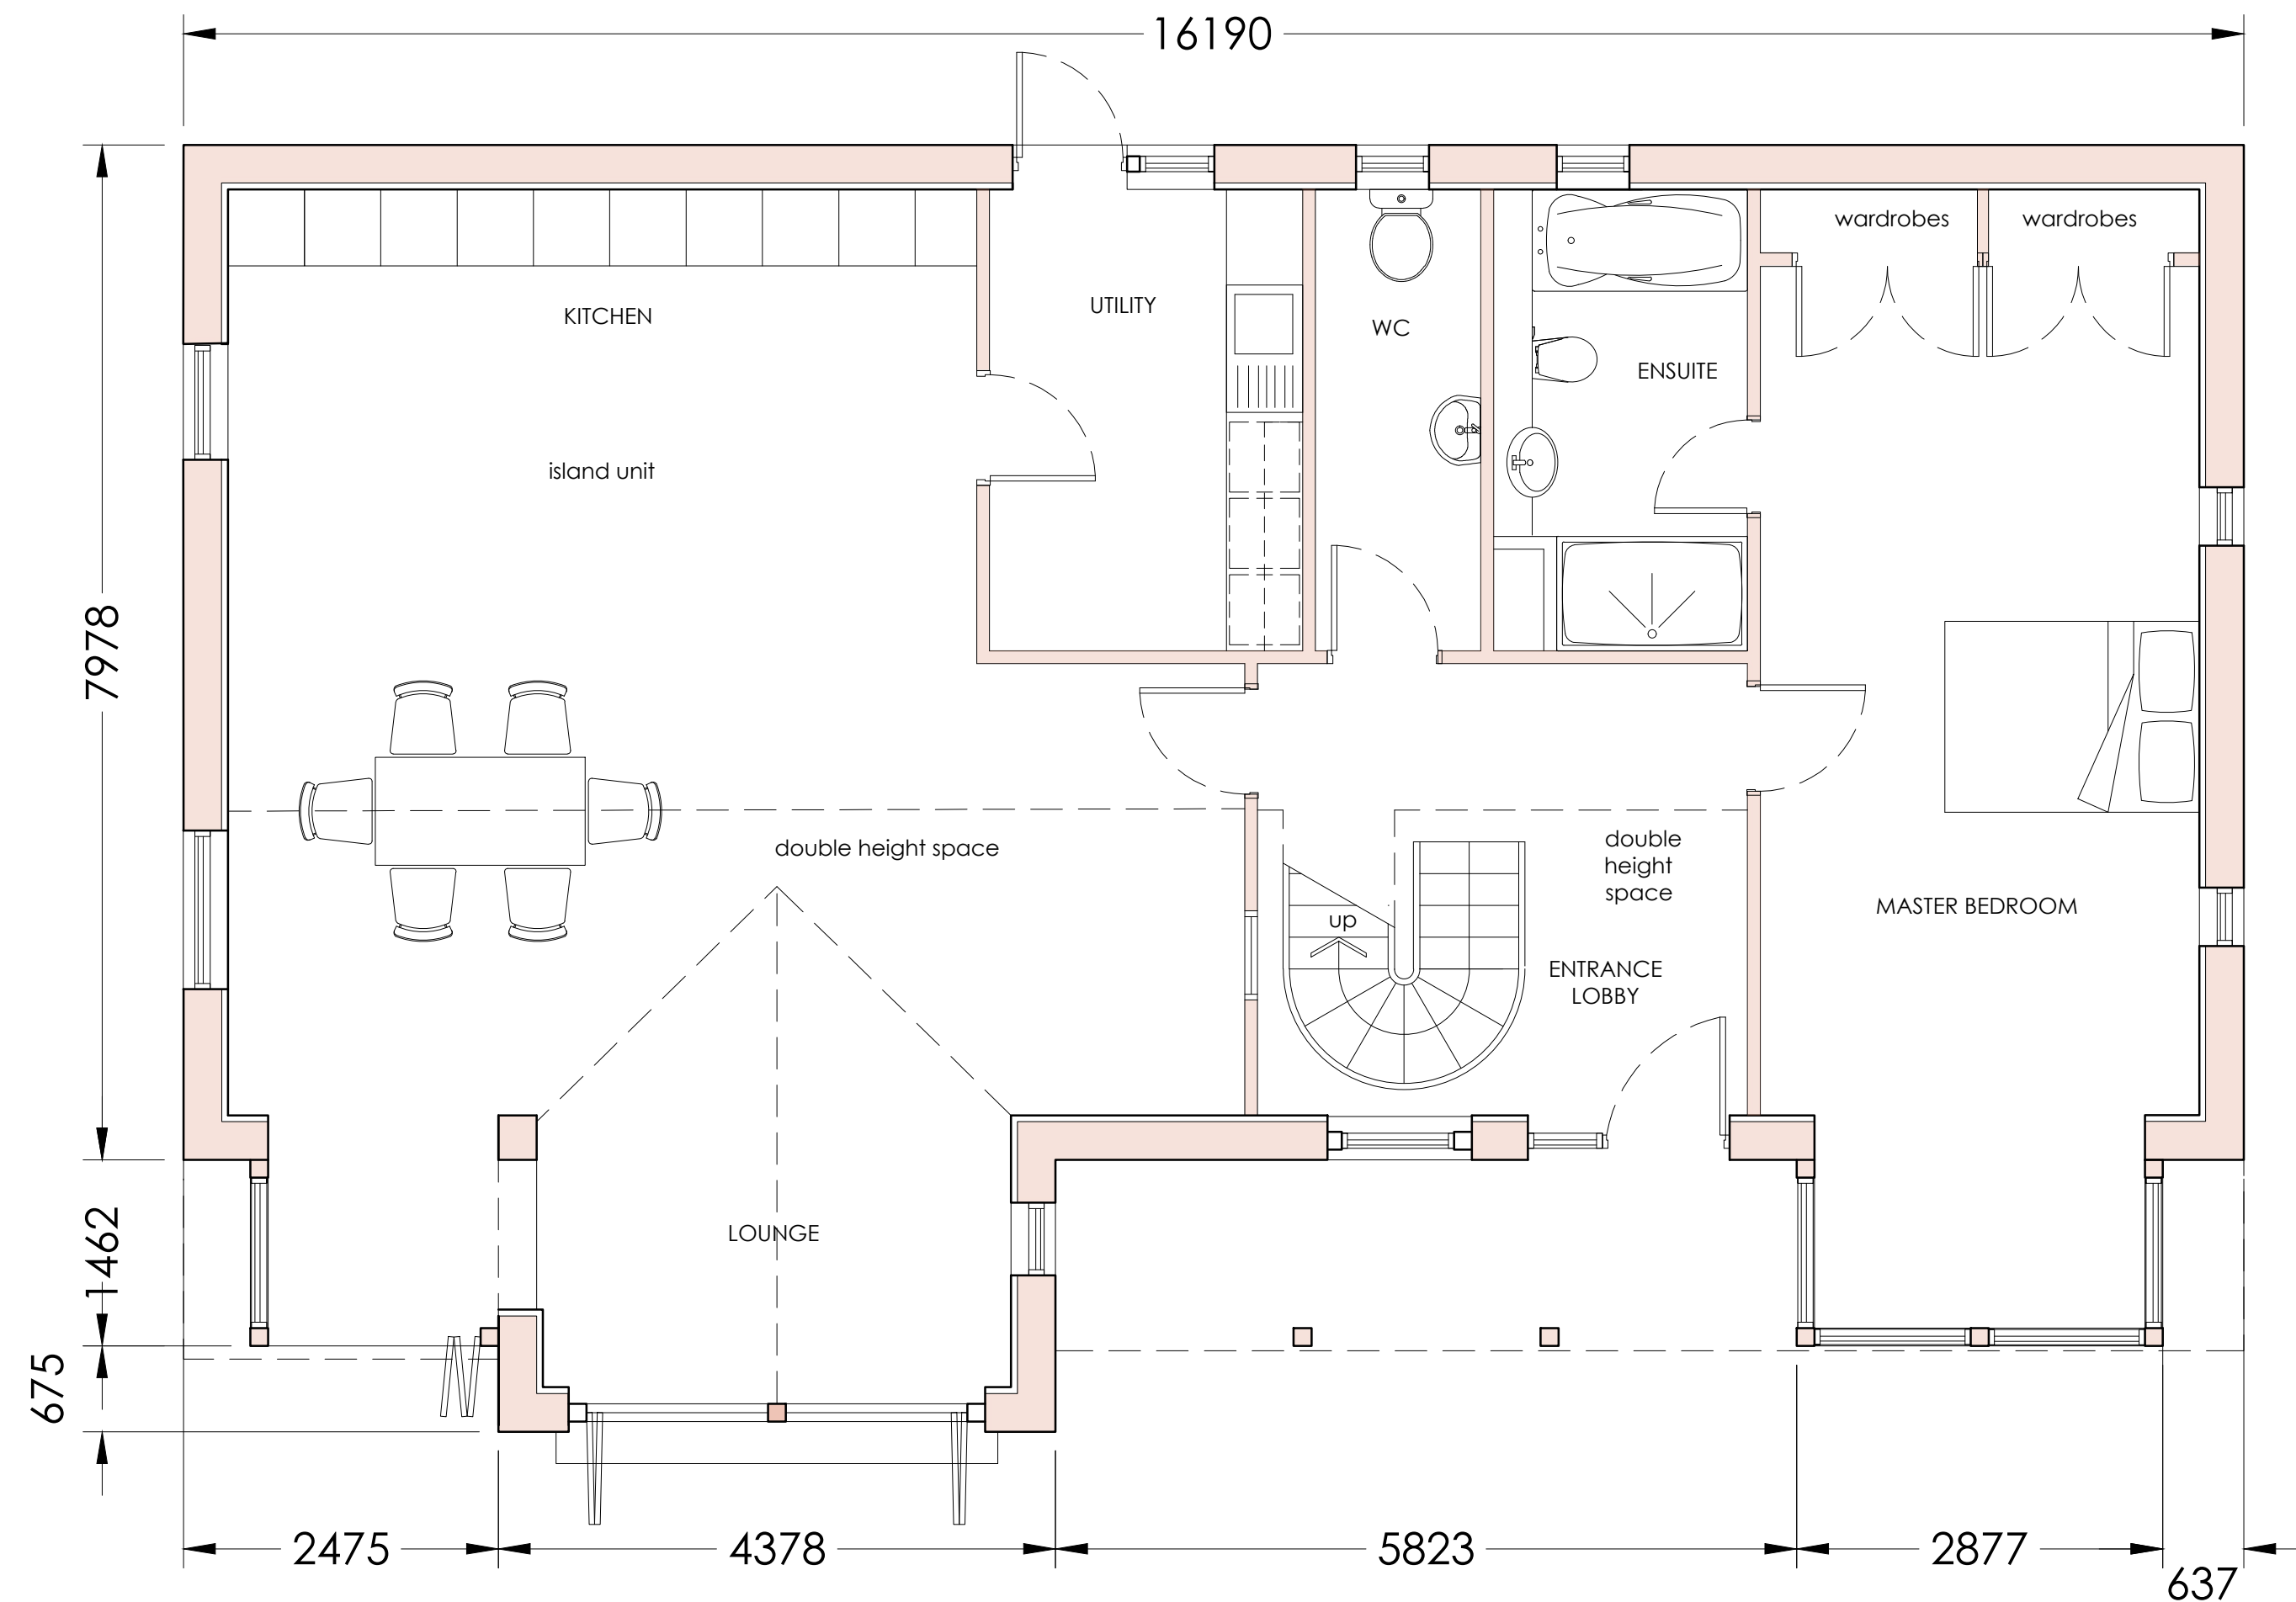 16190
wardrobes
wardrobes
KITCHEN
UTILITY
WC
ENSUITE
island unit
7978
double height space
double
height
space
up
MASTER BEDROOM
ENTRANCE
LOBBY
LOUNGE
1462
675
2475
4378
5823
2877
637